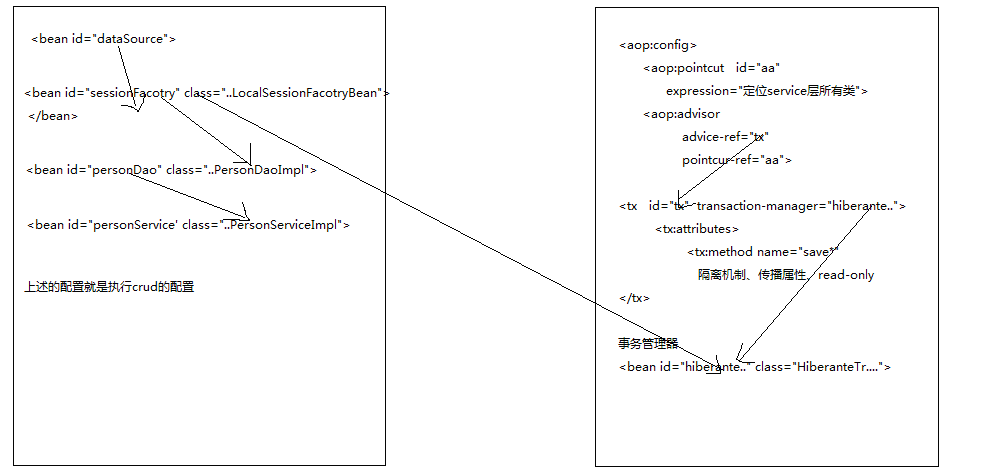 <bean id="dataSource">
<bean id="sessionFacotry" class="..LocalSessionFacotryBean">
</bean>
<bean id="personDao" class="..PersonDaoImpl">
<bean id="personService' class="..PersonServiceImpl">
上述的配置就是执行crud的配置
<aop:config>
<aop:pointcut id="aa"
expression="定位service层所有类">
<aop:advisor
advice-ref="tx"
pointcur-ref="aa">
<tx id="tx" transaction-manager="hiberante..">
<tx:attributes>
<tx:method name="save*"
隔离机制、传播属性、read-only
</tx>
事务管理器
<bean id="hiberante.." class="HiberanteTr....">